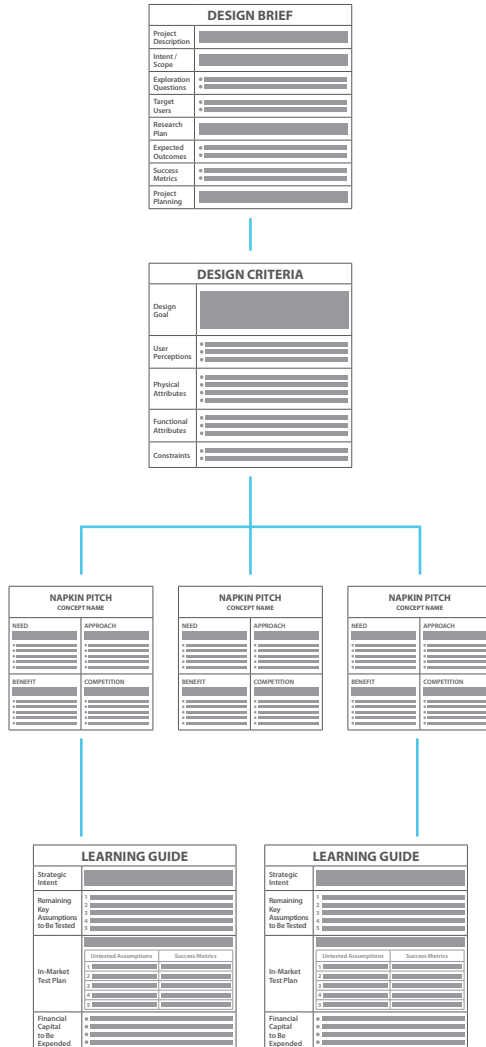 DESIGN BRIEF
Project
Description
Intent /
Scope
Exploration
Questions
Target
Users
Research
Plan
Expected
Outcomes
Success
Metrics
Project
Planning
DESIGN CRITERIA
Design
Goal
User
Perceptions
Physical
Attributes
Functional
Attributes
Constraints
NAPKIN PITCH
CONCEPT NAME
NEED APPROACH
BENEFIT COMPETITION
NAPKIN PITCH
CONCEPT NAME
NEED APPROACH
BENEFIT COMPETITION
NAPKIN PITCH
CONCEPT NAME
NEED APPROACH
BENEFIT COMPETITION
LEARNING GUIDE
Strategic
Intent
Remaining
Key
Assumptions
to Be Tested
1
2
3
4
5
In-Market
Test Plan
Untested Assumptions Success Metrics
1
2
3
4
5
Financial
Capital
to Be
Expended
LEARNING GUIDE
Strategic
Intent
Remaining
Key
Assumptions
to Be Tested
1
2
3
4
5
In-Market
Test Plan
Untested Assumptions Success Metrics
1
2
3
4
5
Financial
Capital
to Be
Expended